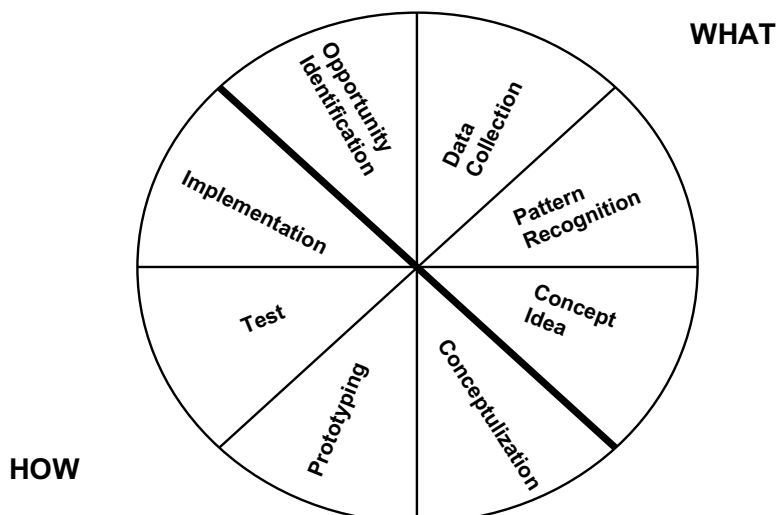 WHAT
Opportunity
Identification
Data
Collection
Pattern
Recognition
Concept
Idea
Conceptulization
Prototyping
Test
Implementation
HOW